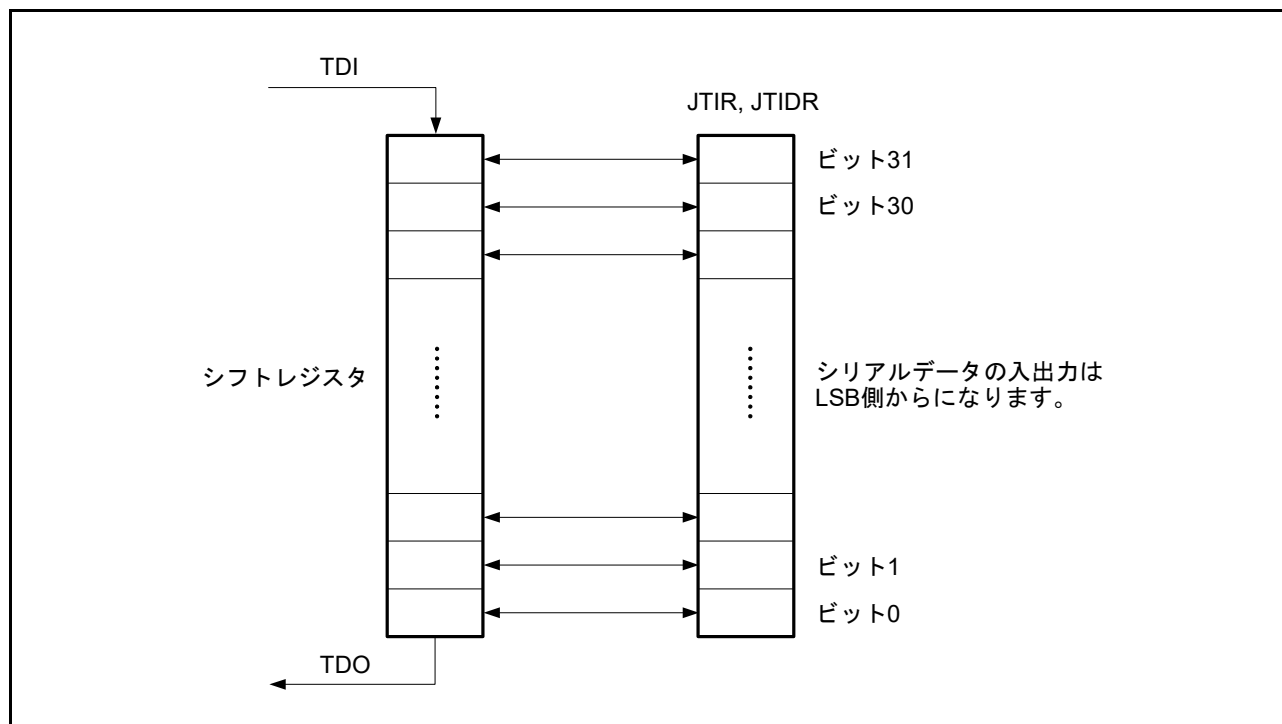 TDI
JTIR, JTIDR
ビット31
ビット30
シフトレジスタ
シリアルデータの入出力は
LSB側からになります。
ビット1
ビット0
TDO